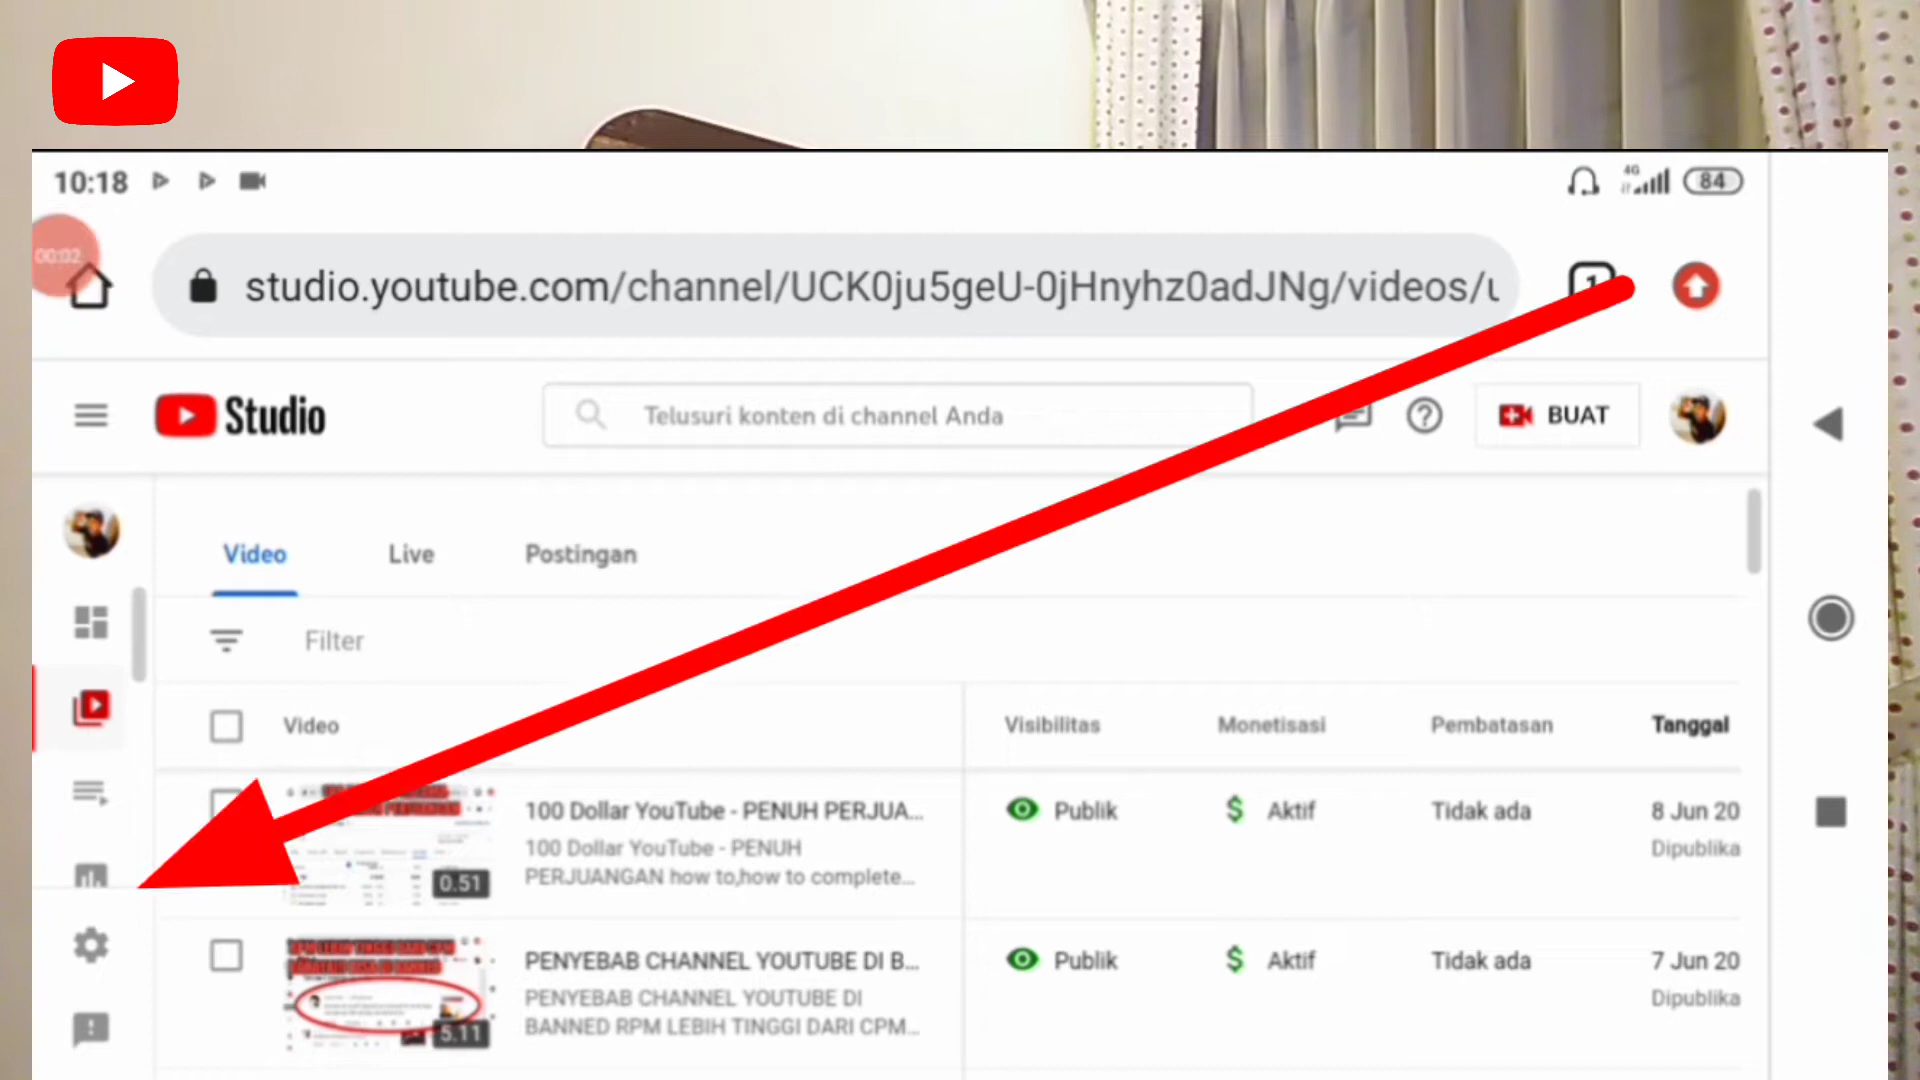 10:18
4G
84
00:02
studio.youtube.com/channel/UCK0ju5geU-0jHnyhz0adJNg/videos/u
1
Studio
Telusuri konten di channel Anda
BUAT
Video Live Postingan
Filter
Video Visibilitas Monetisasi Pembatasan Tanggal
100 Dollar YouTube - PENUH PERJUA... Publik $ Aktif Tidak ada 8 Jun 20
100 Dollar YouTube - PENUH Dipublika
PERJUANGAN how to,how to complete...
0.51
PENYEBAB CHANNEL YOUTUBE DI B... Publik $ Aktif Tidak ada 7 Jun 20
PENYEBAB CHANNEL YOUTUBE DI Dipublika
BANNED RPM LEBIH TINGGI DARI CPM...
5.11